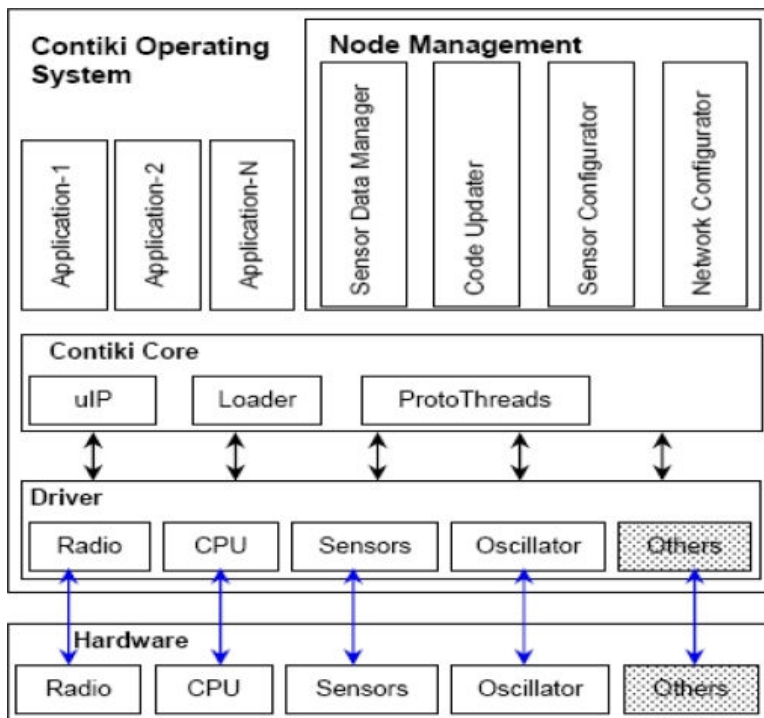 Contiki Operating
System
Node Management
Application-1
Application-2
Application-N
Sensor Data Manager
Code Updater
Sensor Configurator
Network Configurator
Contiki Core
uIP
Loader
ProtoThreads
Driver
Radio
CPU
Sensors
Oscillator
Others
Hardware
Radio
CPU
Sensors
Oscillator
Others